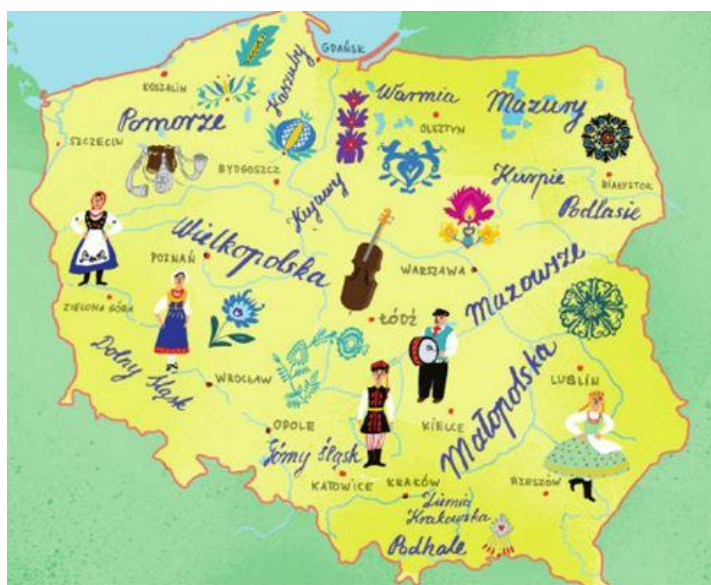 GDAŃSK
KOSZALIN
Kaszuby
Warmia
Mazury
Pomorze
OLSZTYN
SZCZECIN
BYDGOSZCZ
Kurpie
BIAŁYSTOK
Kujawy
Podlasie
Wielkopolska
POZNAŃ
WARSZAWA
Mazowsze
ZIELONA GÓRA
ŁÓDŹ
Dolny Śląsk
WROCŁAW
LUBLIN
Małopolska
OPOLE
KIELCE
Górny Śląsk
KATOWICE
KRAKÓW
RZESZÓW
Ziemia
Krakowska
Podhale